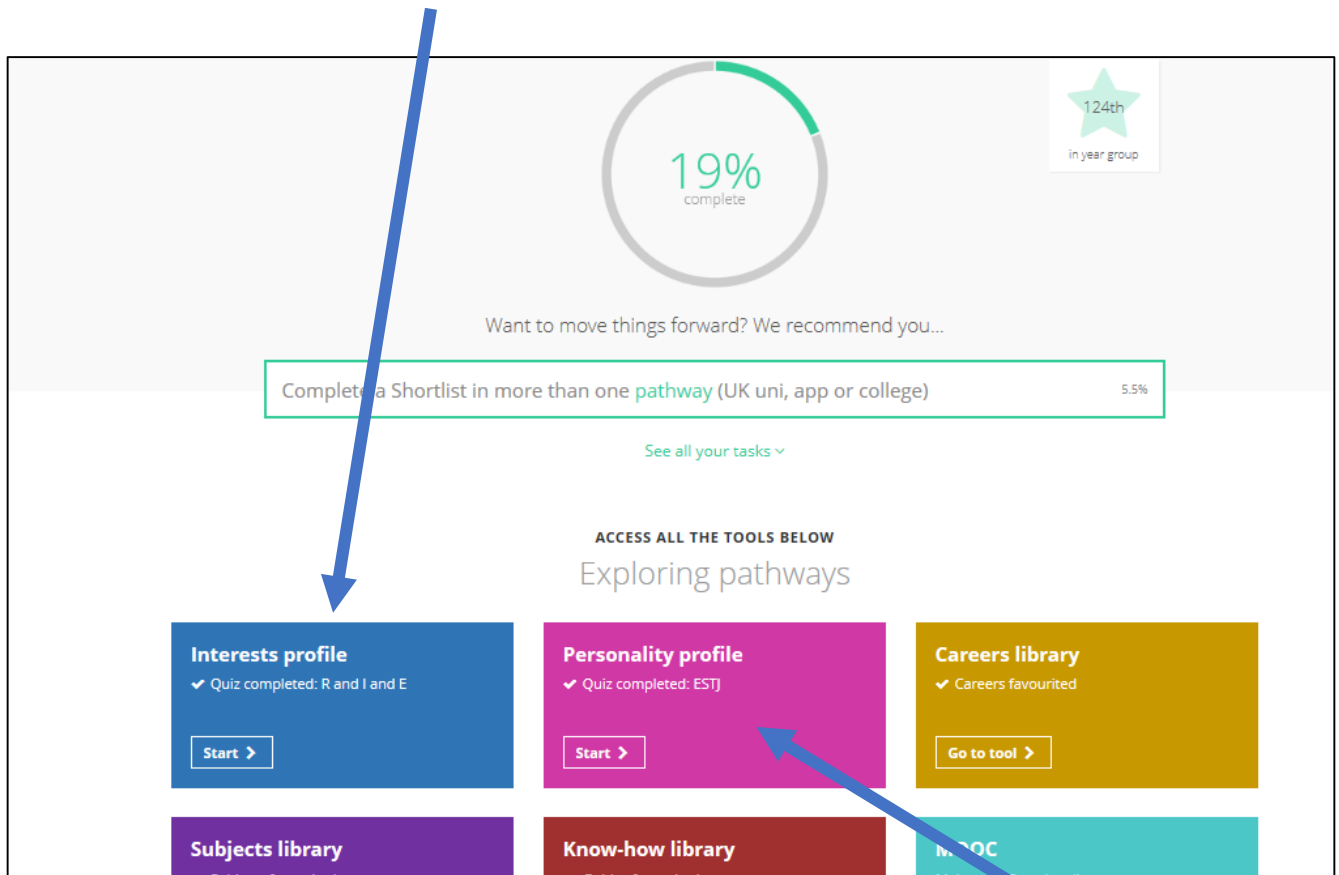 124th
in year group
19%
complete
Want to move things forward? We recommend you...
Complete a Shortlist in more than one pathway (UK uni, app or college) 5.5%
See all your tasks
ACCESS ALL THE TOOLS BELOW
Exploring pathways
Interests profile
Quiz completed: R and I and E
Start
Personality profile
Quiz completed: ESTJ
Start
Careers library
Careers favourited
Go to tool
Subjects library
Know-how library
MOOC